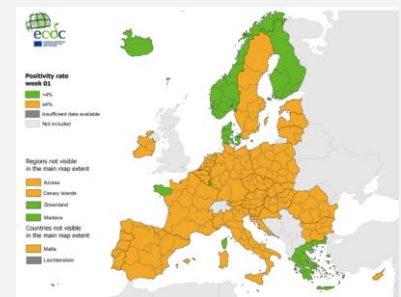 ecdc
Positivity rate
week 01
<4%
≥4%
Insufficient data available
Not included
Regions not visible
in the main map extent
Azores
Canary Islands
Greenland
Madeira
Countries not visible
in the main map extent
Malta
Liechtenstein